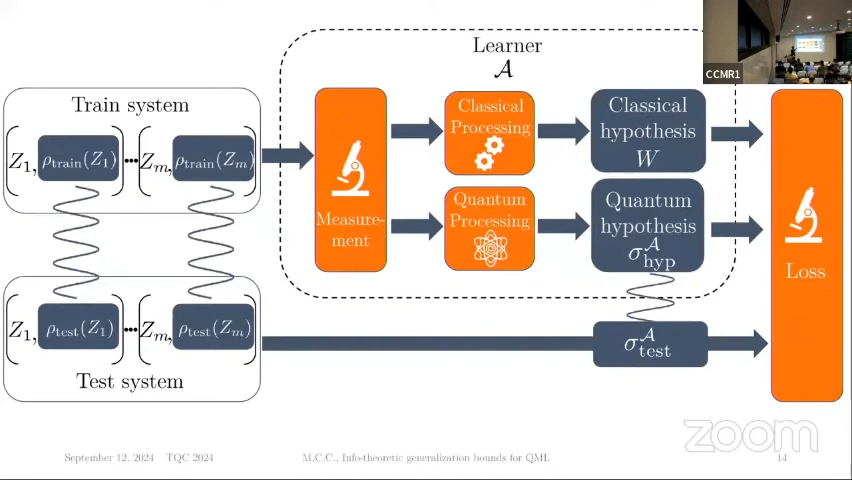 Learner
𝒜
CCMR1
Train system
Z₁, ρtrain(Z₁) ••• Zm, ρtrain(Zm)
Measure-
ment
Classical
Processing
Classical
hypothesis
W
Quantum
Processing
Quantum
hypothesis
σ^𝒜_hyp
Loss
Z₁, ρtest(Z₁) ••• Zm, ρtest(Zm)
Test system
σ^𝒜_test
September 12, 2024 TQC 2024
M.C.C., Info-theoretic generalization bounds for QML
14
zoom